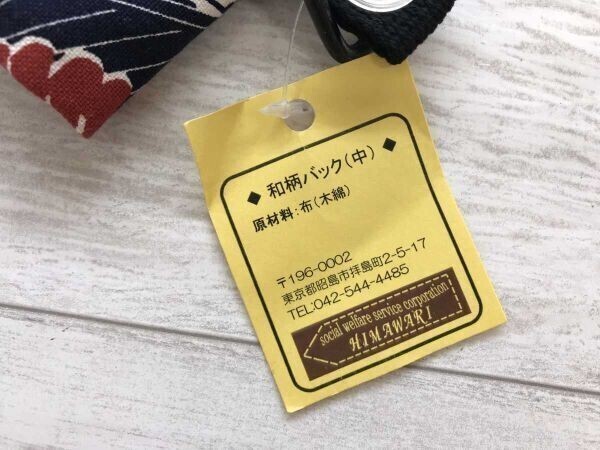 ◆ 和柄バック(中) ◆
原材料:布(木綿)
〒196-0002
東京都昭島市拝島町2-5-17
TEL:042-544-4485
social welfare service corporation
HIMAWARI